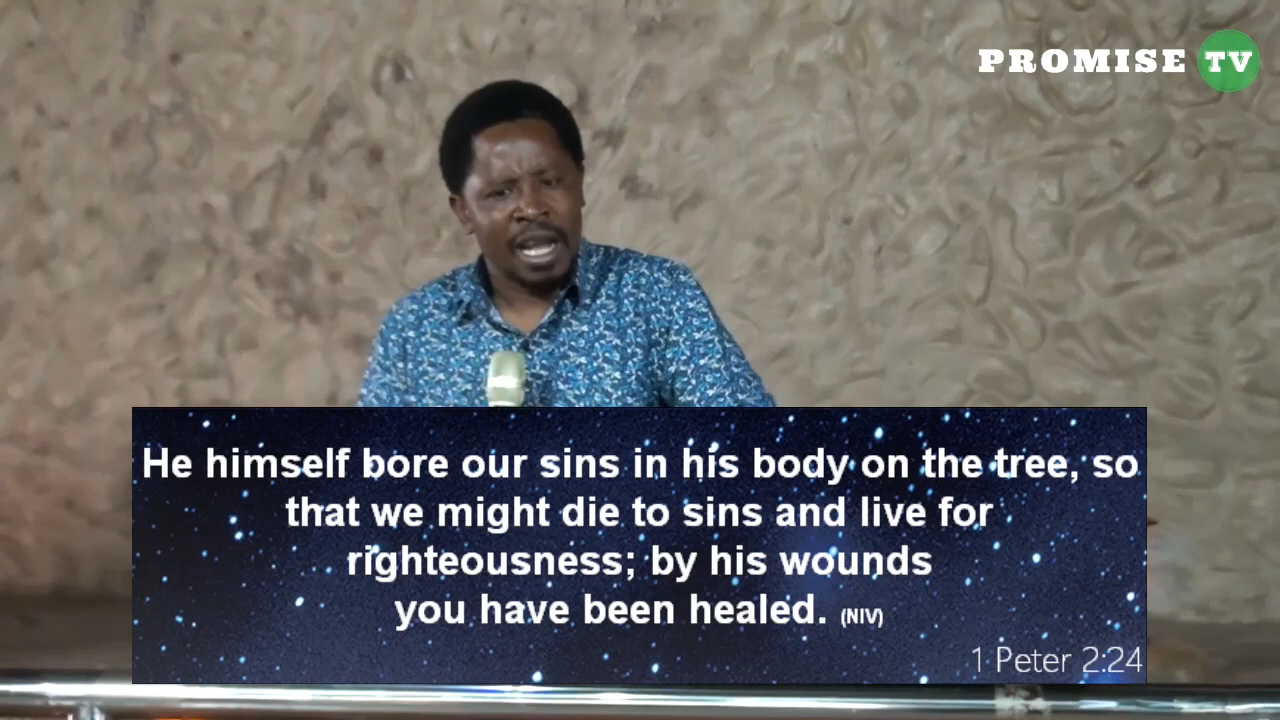 PROMISE TV
He himself bore our sins in his body on the tree, so
that we might die to sins and live for
righteousness; by his wounds
you have been healed. (NIV)
1 Peter 2:24